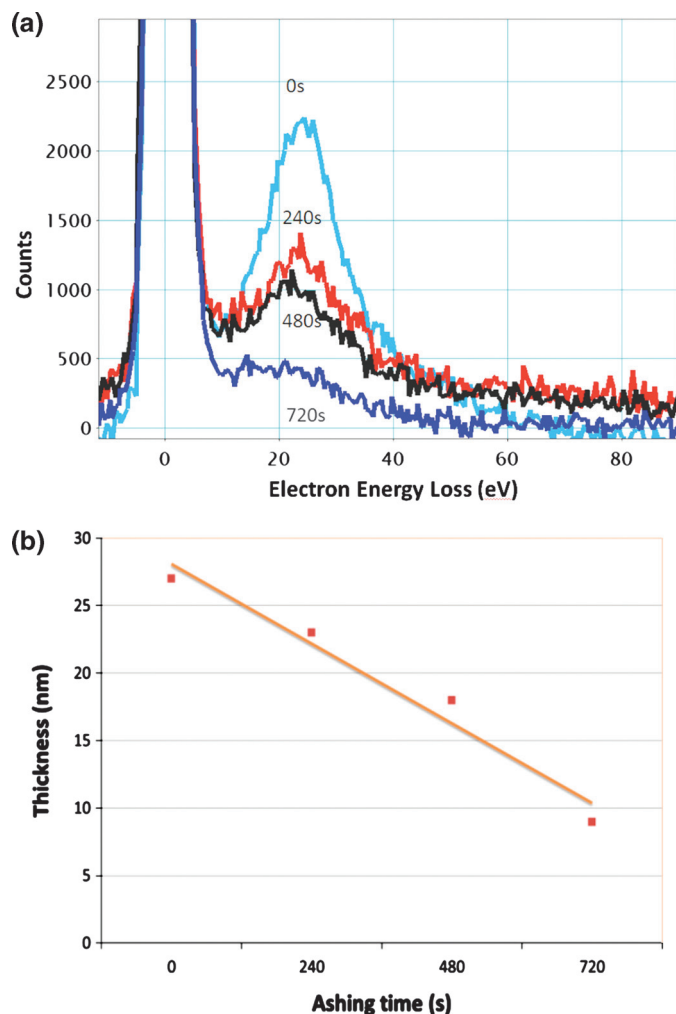 (a)
2500
2000
1500
1000
500
0
Counts
0s
240s
480s
720s
0 20 40 60 80
Electron Energy Loss (eV)
(b)
30
25
20
15
10
5
0
Thickness (nm)
0 240 480 720
Ashing time (s)